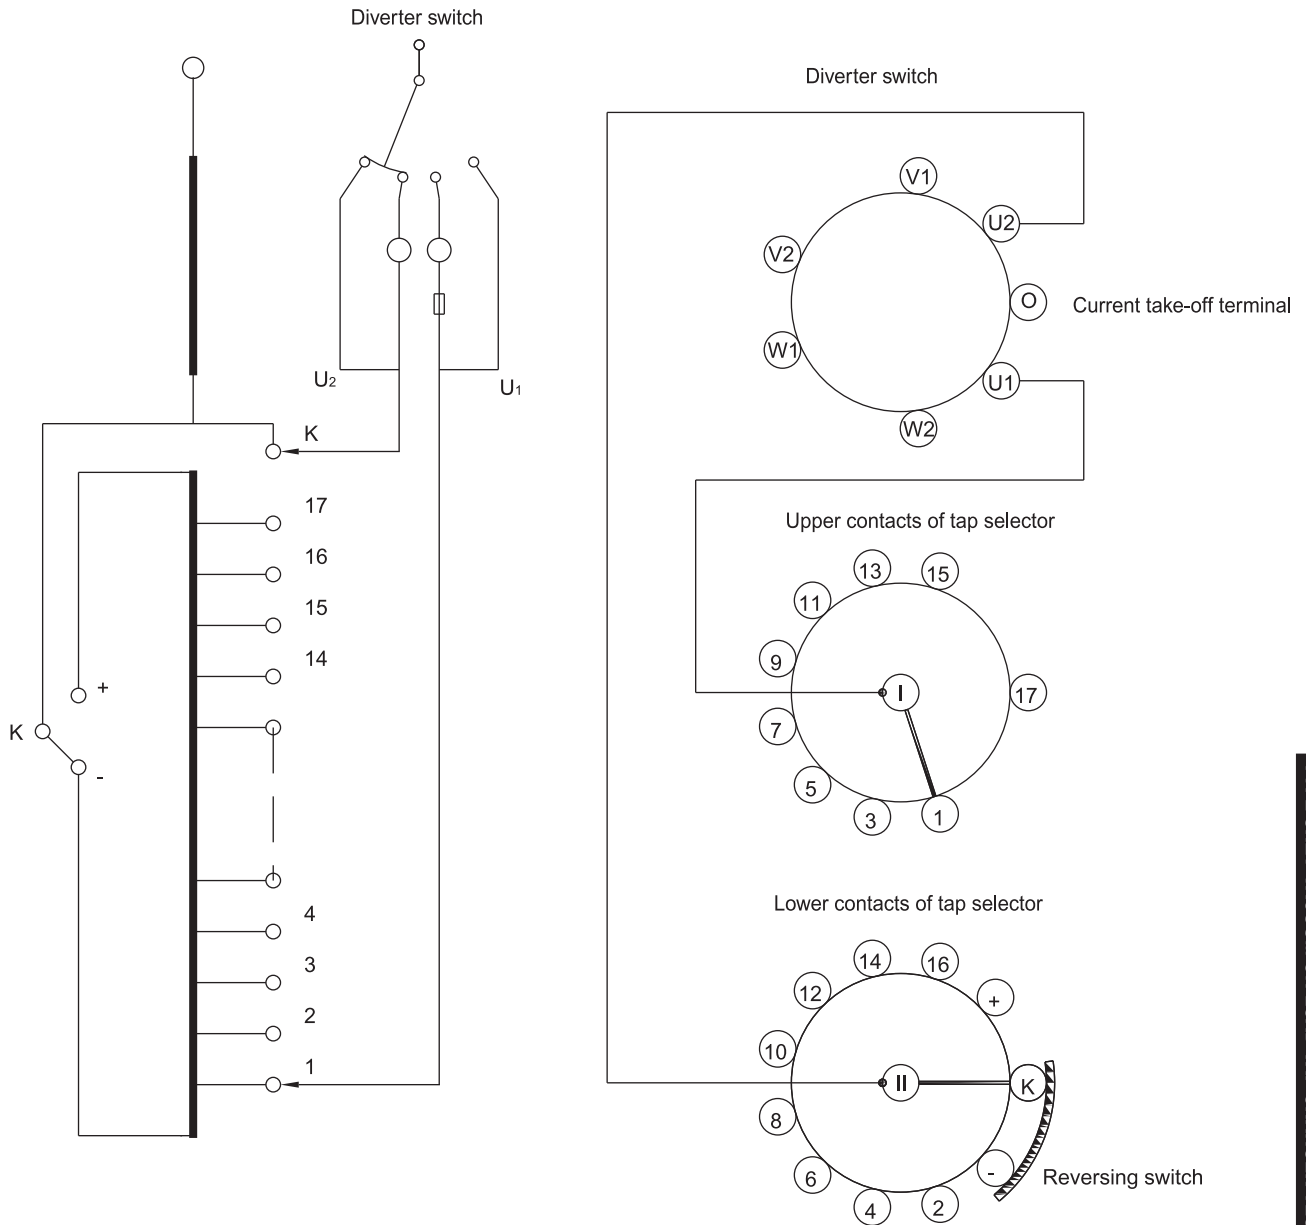 Diverter switch
U2
U1
K
17
16
15
14
+
K
-
4
3
2
1
Diverter switch
V1
U2
V2
O
Current take-off terminal
W1
U1
W2
Upper contacts of tap selector
13
15
11
9
I
17
7
5
3
1
Lower contacts of tap selector
14
16
12
+
10
II
K
8
-
6
Reversing switch
4
2